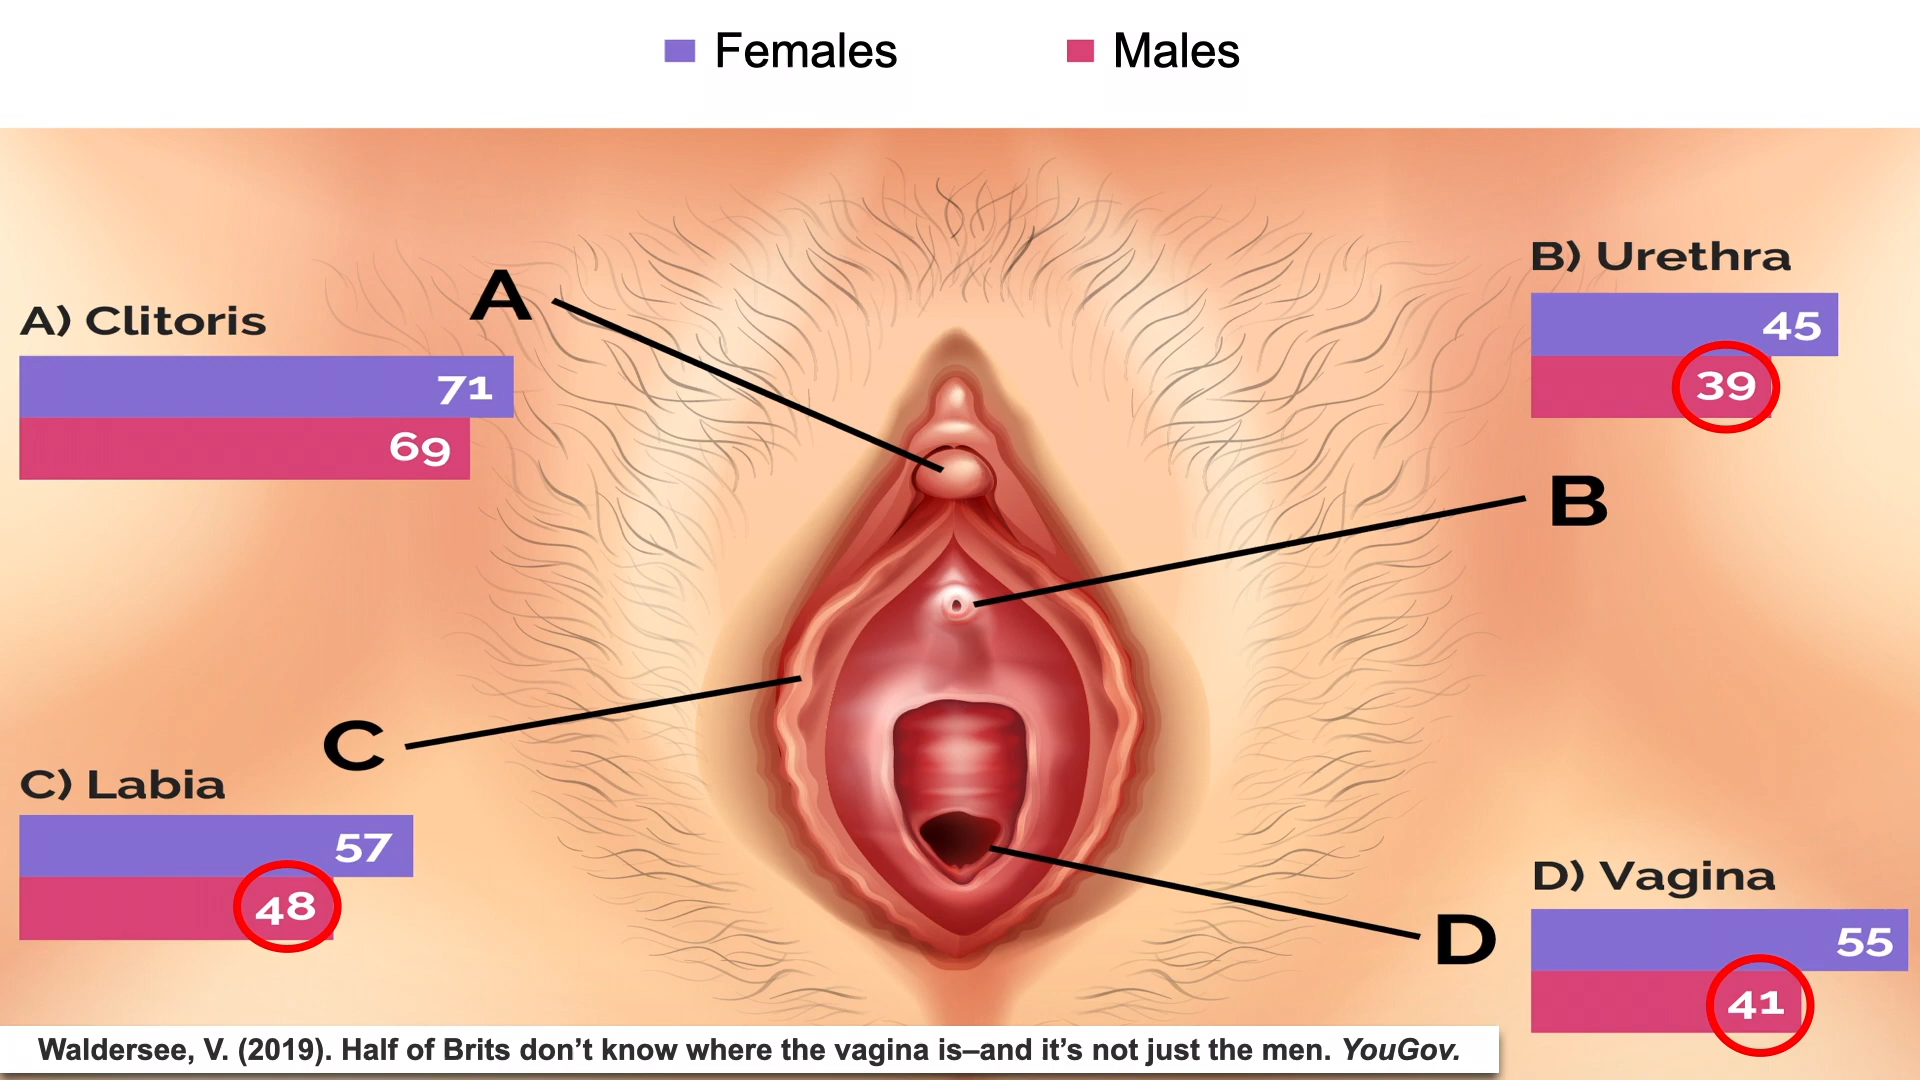 Females
Males
A) Clitoris
71
69
A
B) Urethra
45
39
B
C
C) Labia
57
48
D
D) Vagina
55
41
Waldersee, V. (2019). Half of Brits don’t know where the vagina is–and it’s not just the men. YouGov.